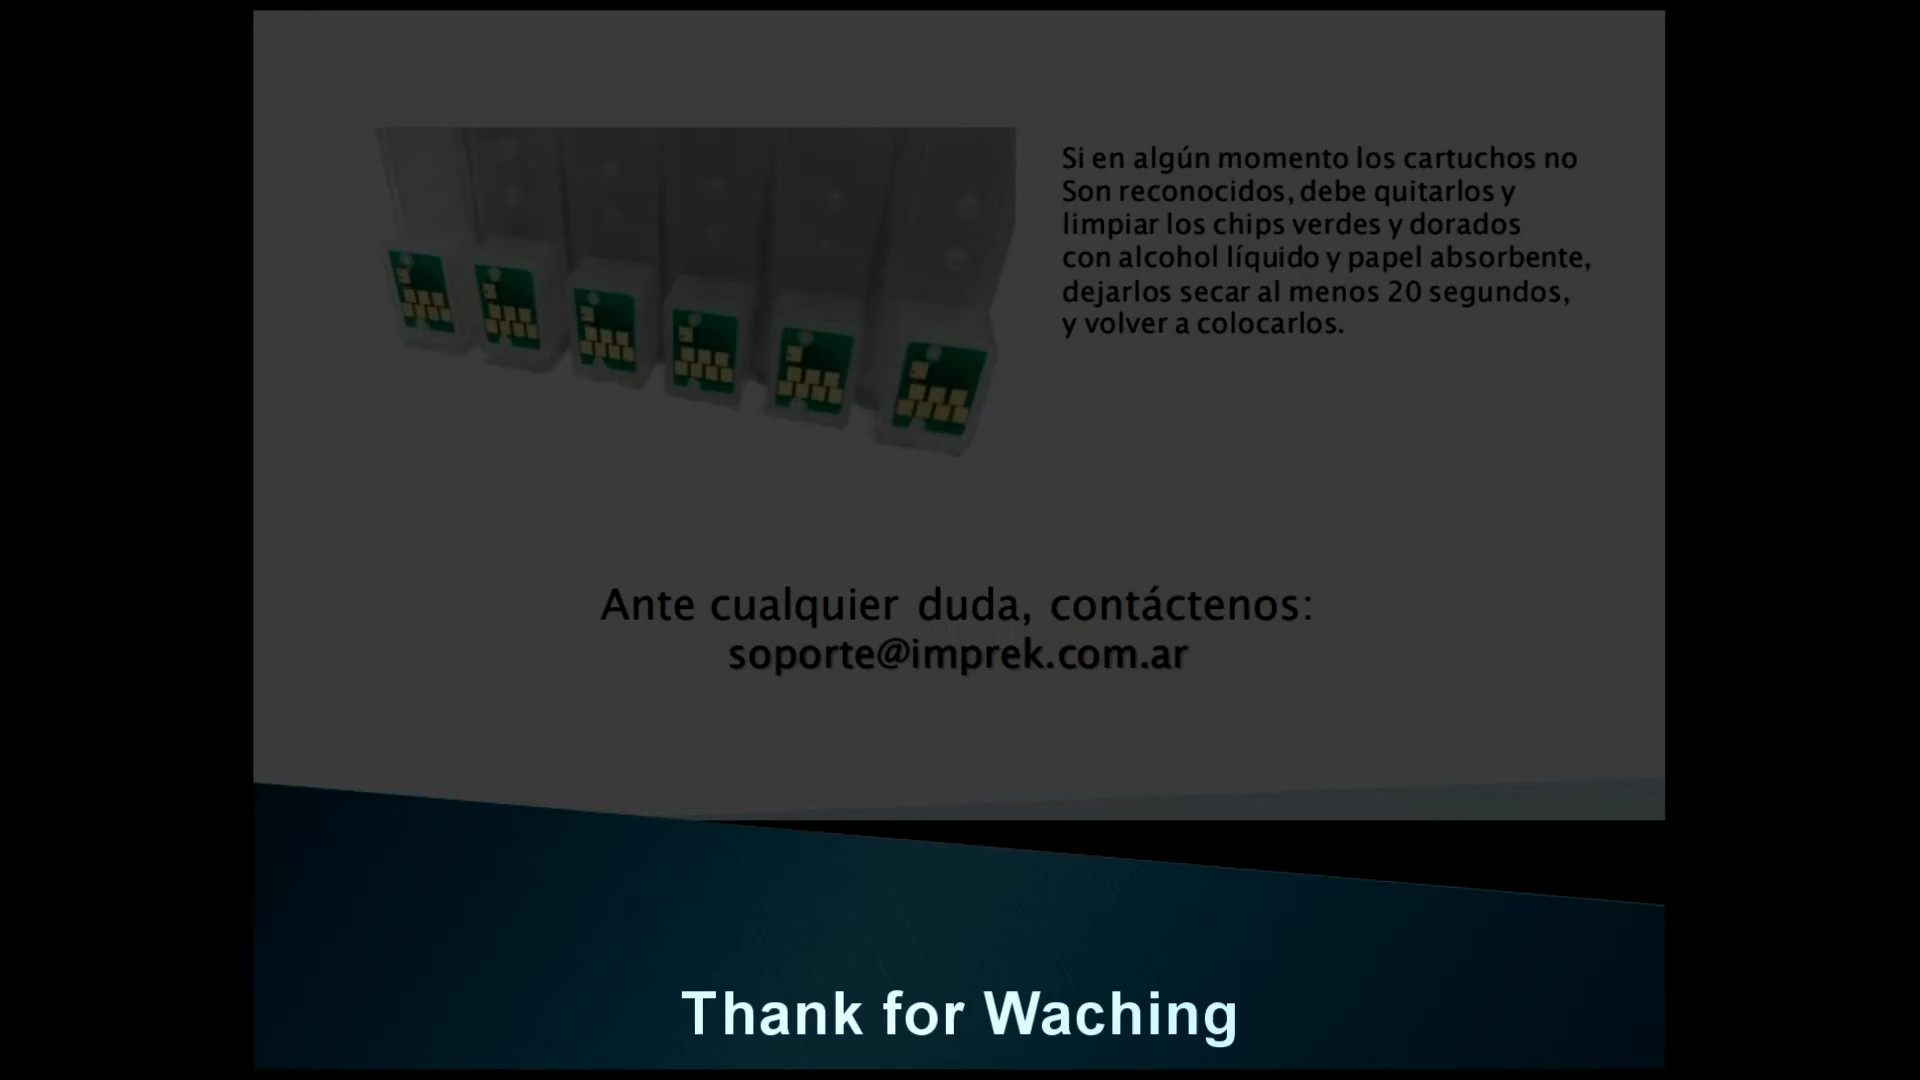 Si en algún momento los cartuchos no
Son reconocidos, debe quitarlos y
limpiar los chips verdes y dorados
con alcohol líquido y papel absorbente,
dejarlos secar al menos 20 segundos,
y volver a colocarlos.
Ante cualquier duda, contáctenos:
soporte@imprek.com.ar
Thank for Waching